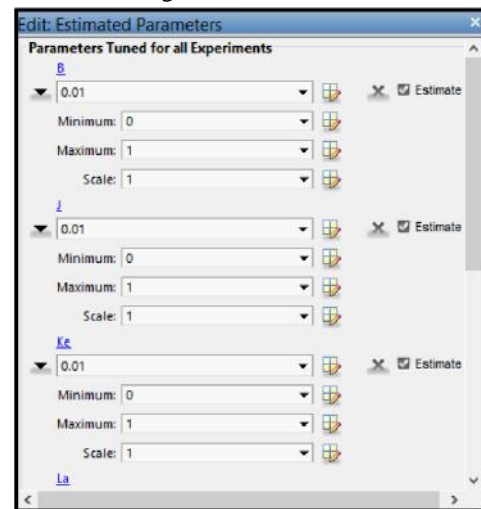 Edit: Estimated Parameters
Parameters Tuned for all Experiments
B
0.01 Estimate
Minimum: 0
Maximum: 1
Scale: 1
J
0.01 Estimate
Minimum: 0
Maximum: 1
Scale: 1
Ke
0.01 Estimate
Minimum: 0
Maximum: 1
Scale: 1
La